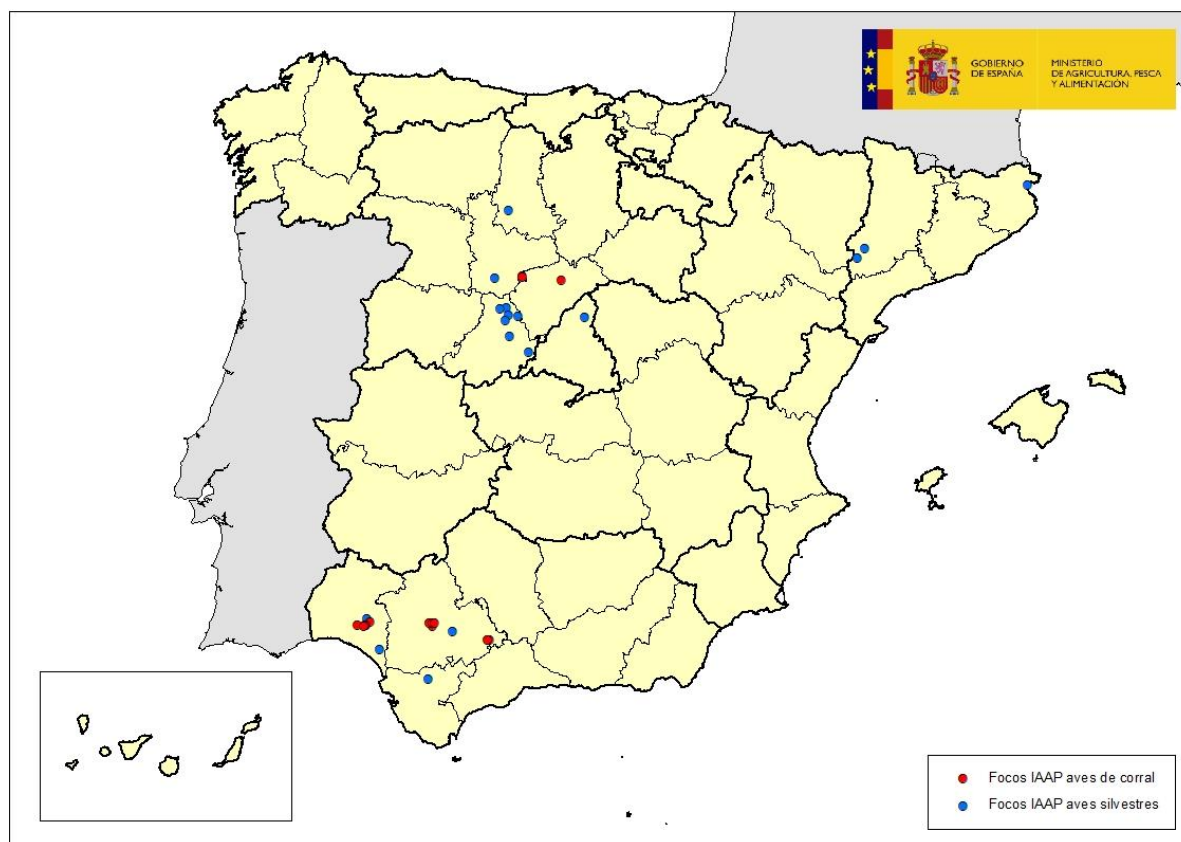 GOBIERNO
DE ESPAÑA
MINISTERIO
DE AGRICULTURA, PESCA
Y ALIMENTACIÓN
Focos IAAP aves de corral
Focos IAAP aves silvestres